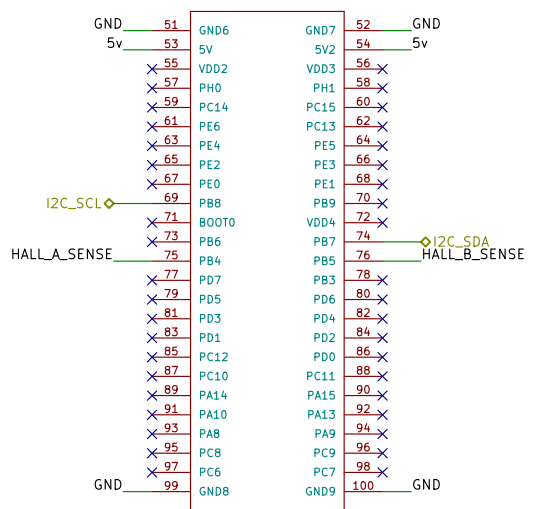 GND 51 GND6 GND7 52 GND
5v 53 5V 5V2 54 5v
55 VDD2 VDD3 56
57 PH0 PH1 58
59 PC14 PC15 60
61 PE6 PC13 62
63 PE4 PE5 64
65 PE2 PE3 66
67 PE0 PE1 68
I2C_SCL 69 PB8 PB9 70
71 BOOT0 VDD4 72
73 PB6 PB7 74 I2C_SDA
HALL_A_SENSE 75 PB4 PB5 76 HALL_B_SENSE
77 PD7 PB3 78
79 PD5 PD6 80
81 PD3 PD4 82
83 PD1 PD2 84
85 PC12 PD0 86
87 PC10 PC11 88
89 PA14 PA15 90
91 PA10 PA13 92
93 PA8 PA9 94
95 PC8 PC9 96
97 PC6 PC7 98
GND 99 GND8 GND9 100 GND